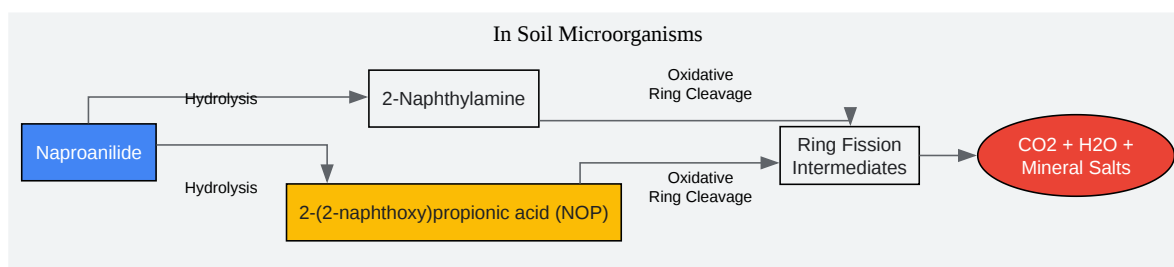 In Soil Microorganisms
Hydrolysis
2-Naphthylamine
Oxidative
Ring Cleavage
Naproanilide
Hydrolysis
2-(2-naphthoxy)propionic acid (NOP)
Oxidative
Ring Cleavage
Ring Fission
Intermediates
CO2 + H2O +
Mineral Salts